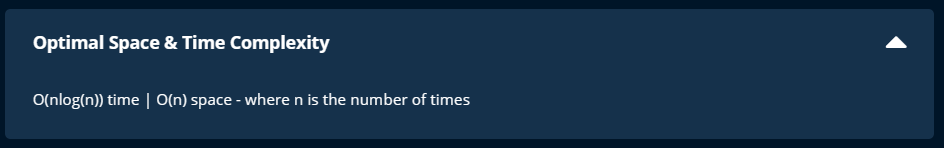 Optimal Space & Time Complexity
O(nlog(n)) time | O(n) space - where n is the number of times